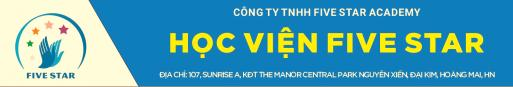 CÔNG TY TNHH FIVE STAR ACADEMY
HỌC VIỆN FIVE STAR
FIVE STAR
ĐỊA CHỈ: 107, SUNRISE A, KĐT THE MANOR CENTRAL PARK NGUYỄN XIỂN, ĐẠI KIM, HOÀNG MAI, HN